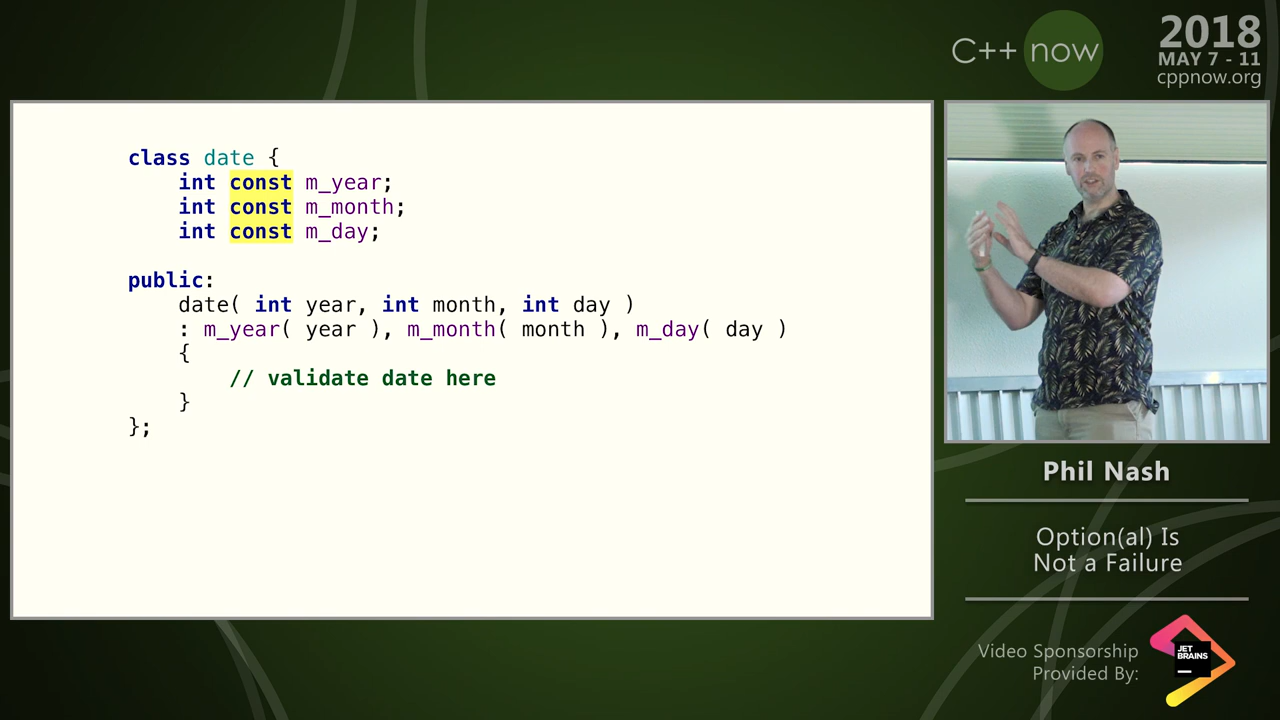 C++ now
2018
MAY 7 - 11
cppnow.org
class date {
    int const m_year;
    int const m_month;
    int const m_day;
public:
    date( int year, int month, int day )
    : m_year( year ), m_month( month ), m_day( day )
    {
        // validate date here
    }
};
Phil Nash
Option(al) Is
Not a Failure
Video Sponsorship
Provided By:
JET
BRAINS